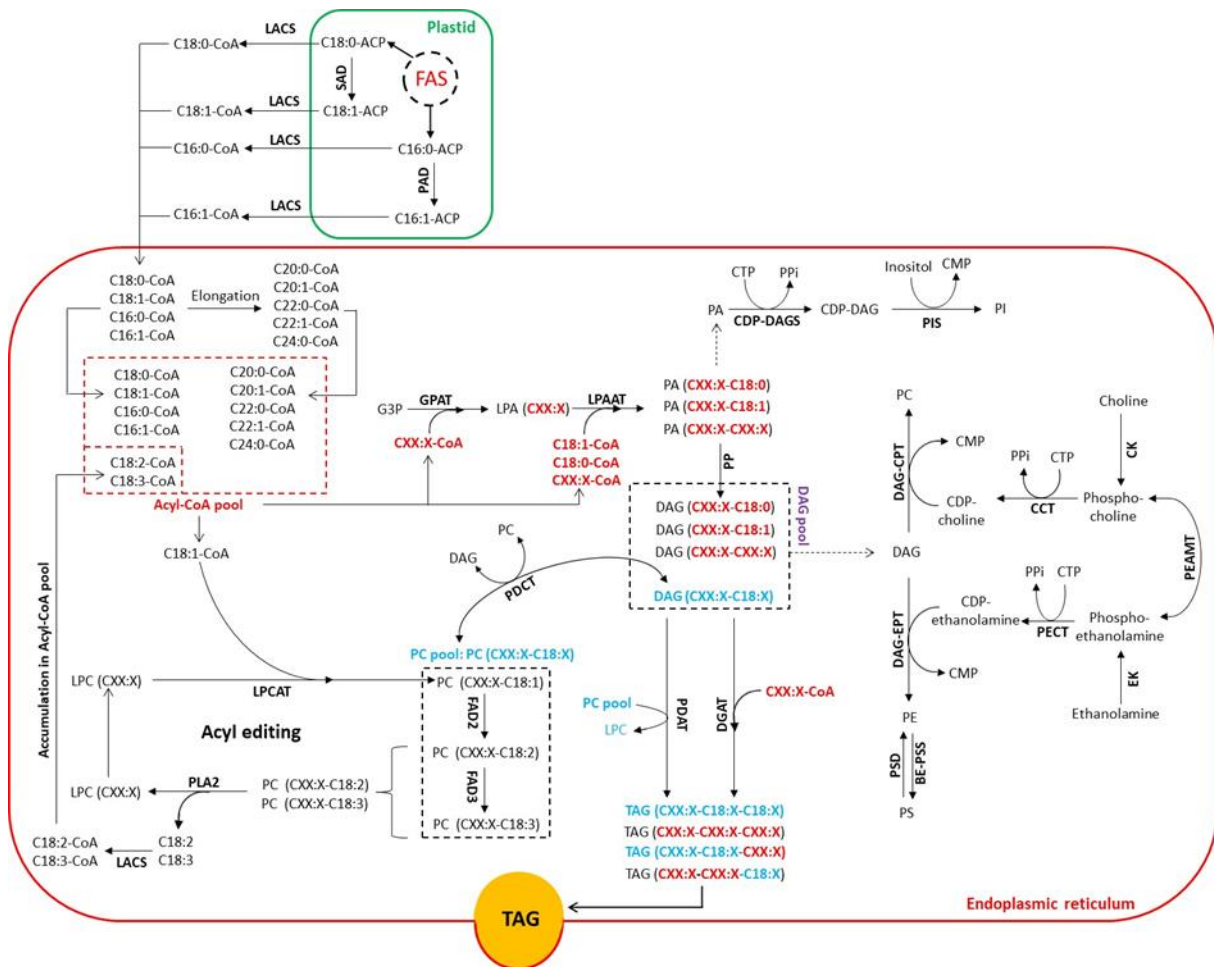 Plastid
C18:0-CoA
LACS
C18:0-ACP
FAS
SAD
C18:1-CoA
LACS
C18:1-ACP
C16:0-CoA
LACS
C16:0-ACP
PAD
C16:1-CoA
LACS
C16:1-ACP
C18:0-CoA
C18:1-CoA
C16:0-CoA
C16:1-CoA
Elongation
C20:0-CoA
C20:1-CoA
C22:0-CoA
C22:1-CoA
C24:0-CoA
C18:0-CoA
C18:1-CoA
C16:0-CoA
C16:1-CoA
C20:0-CoA
C20:1-CoA
C22:0-CoA
C22:1-CoA
C24:0-CoA
C18:2-CoA
C18:3-CoA
Acyl-CoA pool
C18:1-CoA
Accumulation in Acyl-CoA pool
G3P
GPAT
LPA (CXX:X)
LPAAT
CXX:X-CoA
C18:1-CoA
C18:0-CoA
CXX:X-CoA
PA
CTP
PPi
CDP-DAGS
CDP-DAG
Inositol
CMP
PIS
PI
PA (CXX:X-C18:0)
PA (CXX:X-C18:1)
PA (CXX:X-CXX:X)
PP
DAG (CXX:X-C18:0)
DAG (CXX:X-C18:1)
DAG (CXX:X-CXX:X)
DAG (CXX:X-C18:X)
DAG pool
PC
DAG
PDCT
PC pool: PC (CXX:X-C18:X)
PC (CXX:X-C18:1)
FAD2
PC (CXX:X-C18:2)
FAD3
PC (CXX:X-C18:3)
LPC (CXX:X)
LPCAT
Acyl editing
LPC (CXX:X)
PLA2
PC (CXX:X-C18:2)
PC (CXX:X-C18:3)
C18:2-CoA
C18:3-CoA
LACS
C18:2
C18:3
PC pool
LPC
PDAT
DGAT
CXX:X-CoA
TAG (CXX:X-C18:X-C18:X)
TAG (CXX:X-CXX:X-CXX:X)
TAG (CXX:X-C18:X-CXX:X)
TAG (CXX:X-CXX:X-C18:X)
TAG
PC
DAG-CPT
CMP
CDP-
choline
PPi
CTP
CCT
Choline
CK
Phospho-
choline
PEAMT
DAG
DAG-EPT
CDP-
ethanolamine
CMP
PPi
CTP
PECT
Phospho-
ethanolamine
EK
Ethanolamine
PE
PSD
BE-PSS
PS
Endoplasmic reticulum